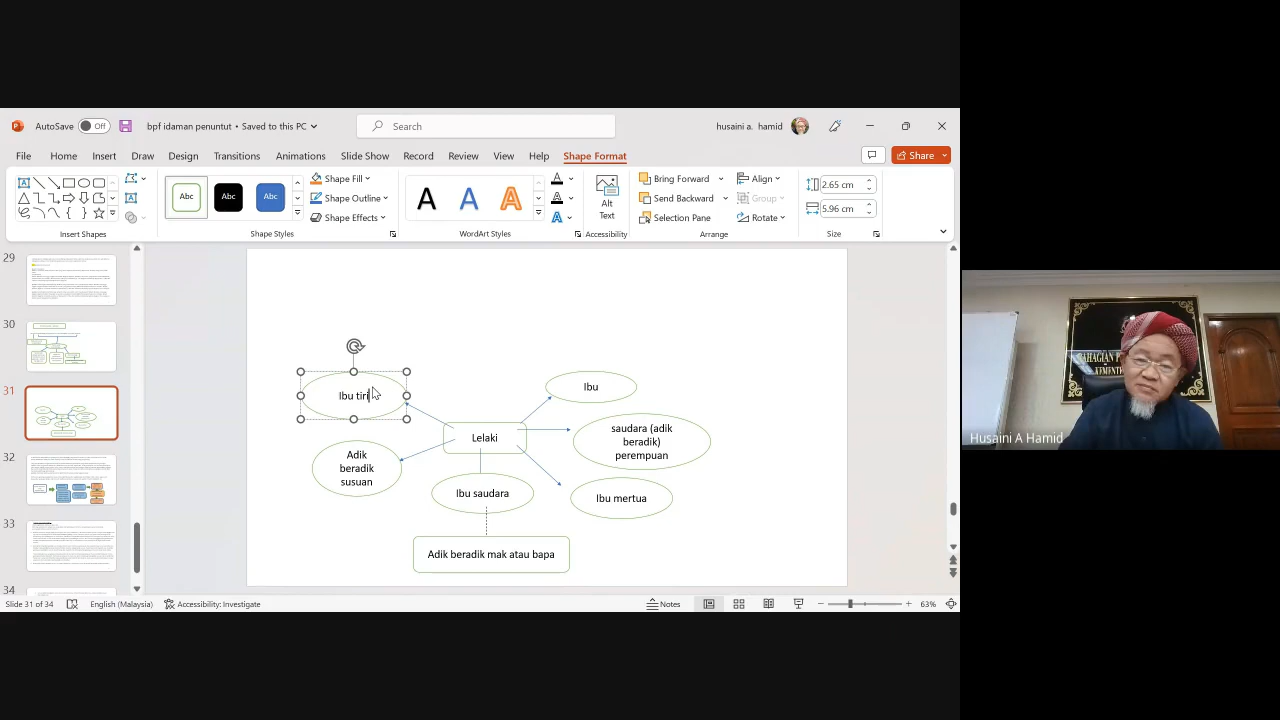 AutoSave Off bpf idaman penuntut • Saved to this PC Search husaini a. hamid
File Home Insert Draw Design Transitions Animations Slide Show Record Review View Help Shape Format Share
Abc Abc Abc
Shape Fill
Shape Outline
Shape Effects
A A A
Alt
Text
Bring Forward
Send Backward
Selection Pane
Align
Group
Rotate
2.65 cm
5.96 cm
Insert Shapes Shape Styles WordArt Styles Accessibility Arrange Size
29
30
31
32
33
34
Ibu tiri
Ibu
Lelaki
saudara (adik
beradik)
perempuan
Adik
beradik
susuan
Ibu saudara
Ibu mertua
Adik beradik mak atau bapa
Husaini A Hamid
Slide 31 of 34 English (Malaysia) Accessibility: Investigate Notes 63%